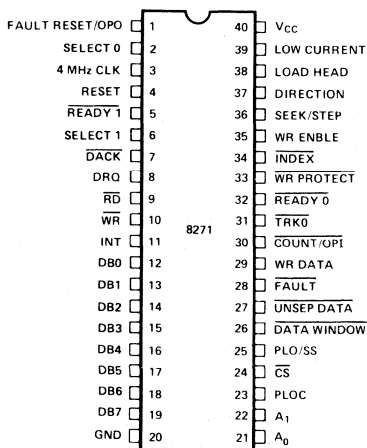 FAULT RESET/OPO 1 40 Vcc
SELECT 0 2 39 LOW CURRENT
4 MHz CLK 3 38 LOAD HEAD
RESET 4 37 DIRECTION
READY 1 5 36 SEEK/STEP
SELECT 1 6 35 WR ENBLE
DACK 7 34 INDEX
DRQ 8 33 WR PROTECT
RD 9 32 READY 0
WR 10 31 TRK0
8271
INT 11 30 COUNT/OPI
DB0 12 29 WR DATA
DB1 13 28 FAULT
DB2 14 27 UNSEP DATA
DB3 15 26 DATA WINDOW
DB4 16 25 PLO/SS
DB5 17 24 CS
DB6 18 23 PLOC
DB7 19 22 A1
GND 20 21 A0